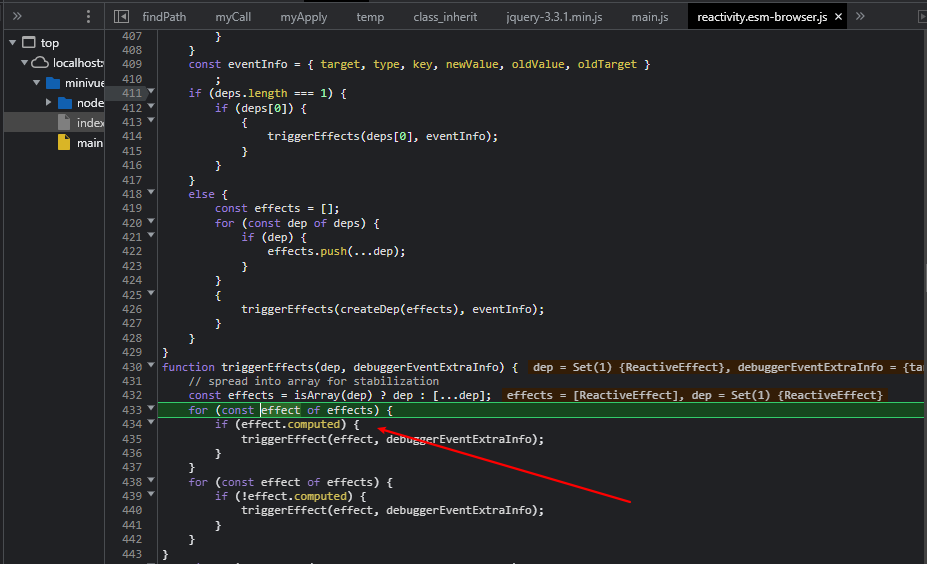 findPath myCall myApply temp class_inherit jquery-3.3.1.min.js main.js reactivity.esm-browser.js
top
localhost:
minivue
node
index
main
407 }
408 }
409 const eventInfo = { target, type, key, newValue, oldValue, oldTarget }
410 ;
411 if (deps.length === 1) {
412 if (deps[0]) {
413 {
414 triggerEffects(deps[0], eventInfo);
415 }
416 }
417 }
418 else {
419 const effects = [];
420 for (const dep of deps) {
421 if (dep) {
422 effects.push(...dep);
423 }
424 }
425 {
426 triggerEffects(createDep(effects), eventInfo);
427 }
428 }
429 }
430 function triggerEffects(dep, debuggerEventExtraInfo) { dep = Set(1) {ReactiveEffect}, debuggerEventExtraInfo = {ta
431 // spread into array for stabilization
432 const effects = isArray(dep) ? dep : [...dep]; effects = [ReactiveEffect], dep = Set(1) {ReactiveEffect}
433 for (const effect of effects) {
434 if (effect.computed) {
435 triggerEffect(effect, debuggerEventExtraInfo);
436 }
437 }
438 for (const effect of effects) {
439 if (!effect.computed) {
440 triggerEffect(effect, debuggerEventExtraInfo);
441 }
442 }
443 }